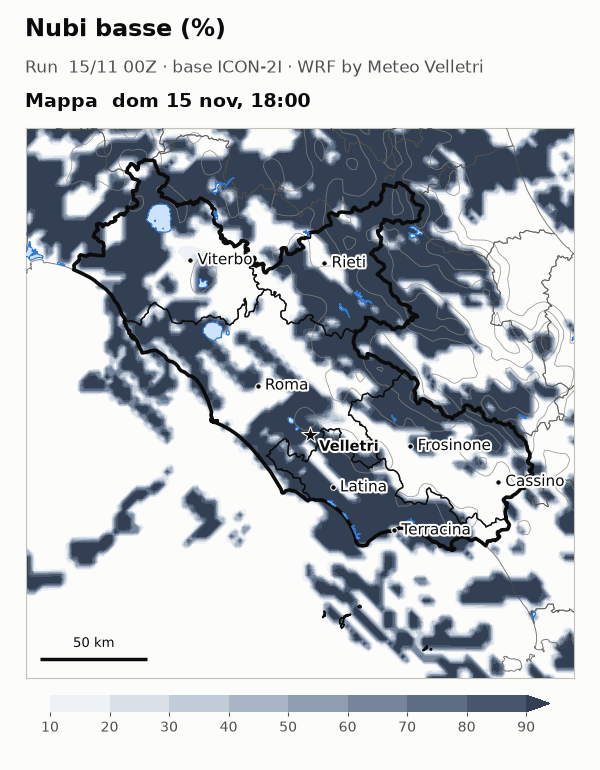 Nubi basse (%)
Run  15/11 00Z · base ICON-2I · WRF by Meteo Velletri
Mappa  dom 15 nov, 18:00
Viterbo
Rieti
Roma
Velletri
Frosinone
Cassino
Latina
Terracina
50 km
10 20 30 40 50 60 70 80 90